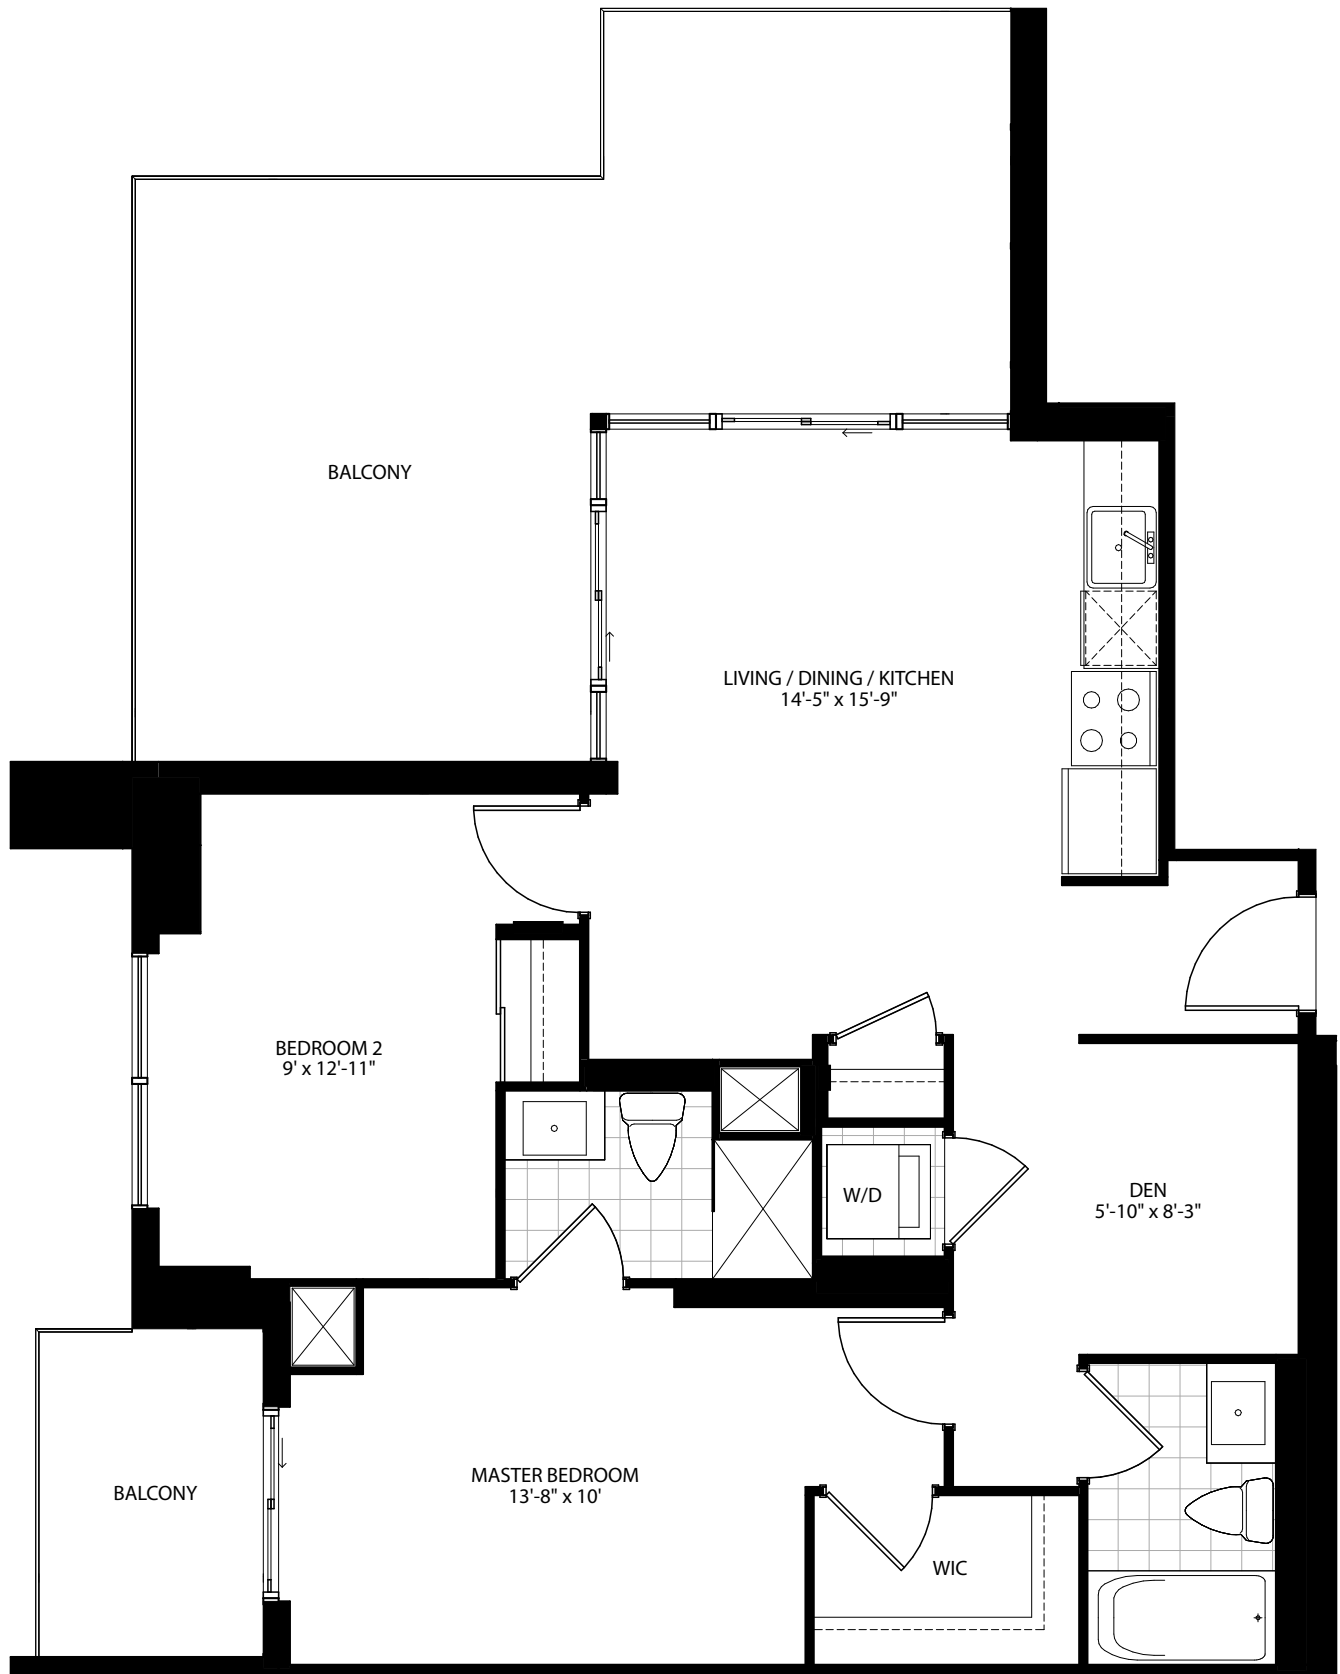 BALCONY
LIVING / DINING / KITCHEN
14'-5" x 15'-9"
BEDROOM 2
9' x 12'-11"
W/D
DEN
5'-10" x 8'-3"
MASTER BEDROOM
13'-8" x 10'
BALCONY
WIC